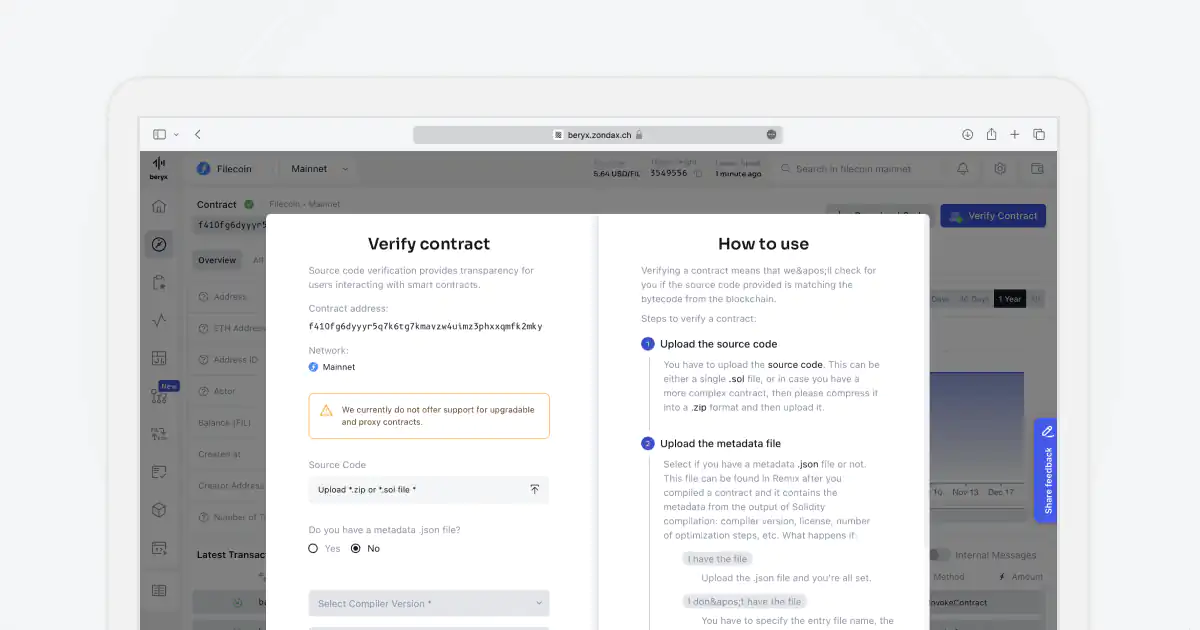 beryx.zondax.ch
beryx
Filecoin
Mainnet
5.64 USD/FIL
3549556
1 minute ago
Search in filecoin mainnet
Contract
Filecoin • Mainnet
f410fg6dyyyr5
Verify Contract
Overview
All
Address
ETH Address
Address ID
Actor
Balance (FIL)
Created at
Creator Address
Number of T
Latest Transac
New
ba
1 Year
All
Nov 13
Dec 17
Share feedback
Internal Messages
Method
Amount
InvokeContract
Verify contract
Source code verification provides transparency for
users interacting with smart contracts.
Contract address:
f410fg6dyyyr5q7k6tg7kmavzw4uimz3phxxqmfk2mky
Network:
Mainnet
We currently do not offer support for upgradable
and proxy contracts.
Source Code
Upload *.zip or *.sol file *
Do you have a metadata .json file?
Yes
No
Select Compiler Version *
How to use
Verifying a contract means that we&apos;ll check for
you if the source code provided is matching the
bytecode from the blockchain.
Steps to verify a contract:
1 Upload the source code
You have to upload the source code. This can be
either a single .sol file, or in case you have a
more complex contract, then please compress it
into a .zip format and then upload it.
2 Upload the metadata file
Select if you have a metadata .json file or not.
This file can be found in Remix after you
compiled a contract and it contains the
metadata from the output of Solidity
compilation: compiler version, license, number
of optimization steps, etc. What happens if:
I have the file
Upload the .json file and you're all set.
I don&apos;t have the file
You have to specify the entry file name, the